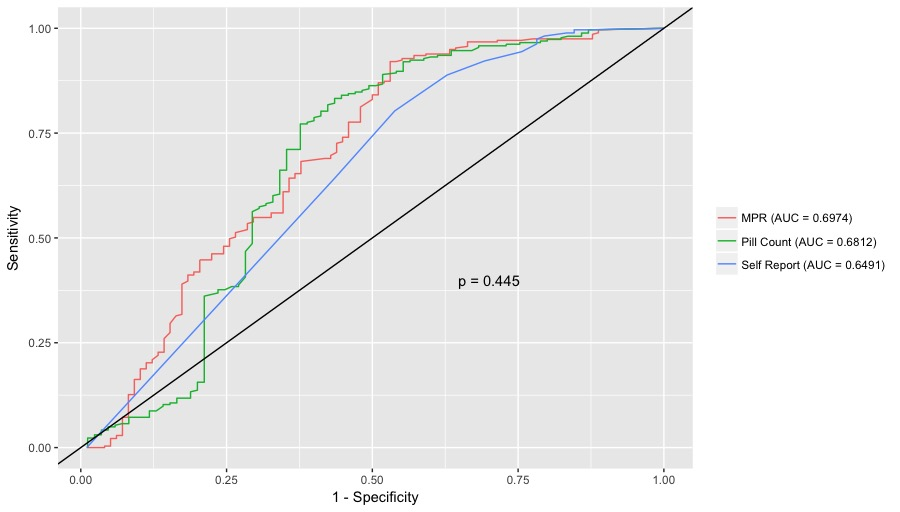 1.00
0.75
0.50
0.25
0.00
Sensitivity
p = 0.445
0.00 0.25 0.50 0.75 1.00
1 - Specificity
MPR (AUC = 0.6974)
Pill Count (AUC = 0.6812)
Self Report (AUC = 0.6491)